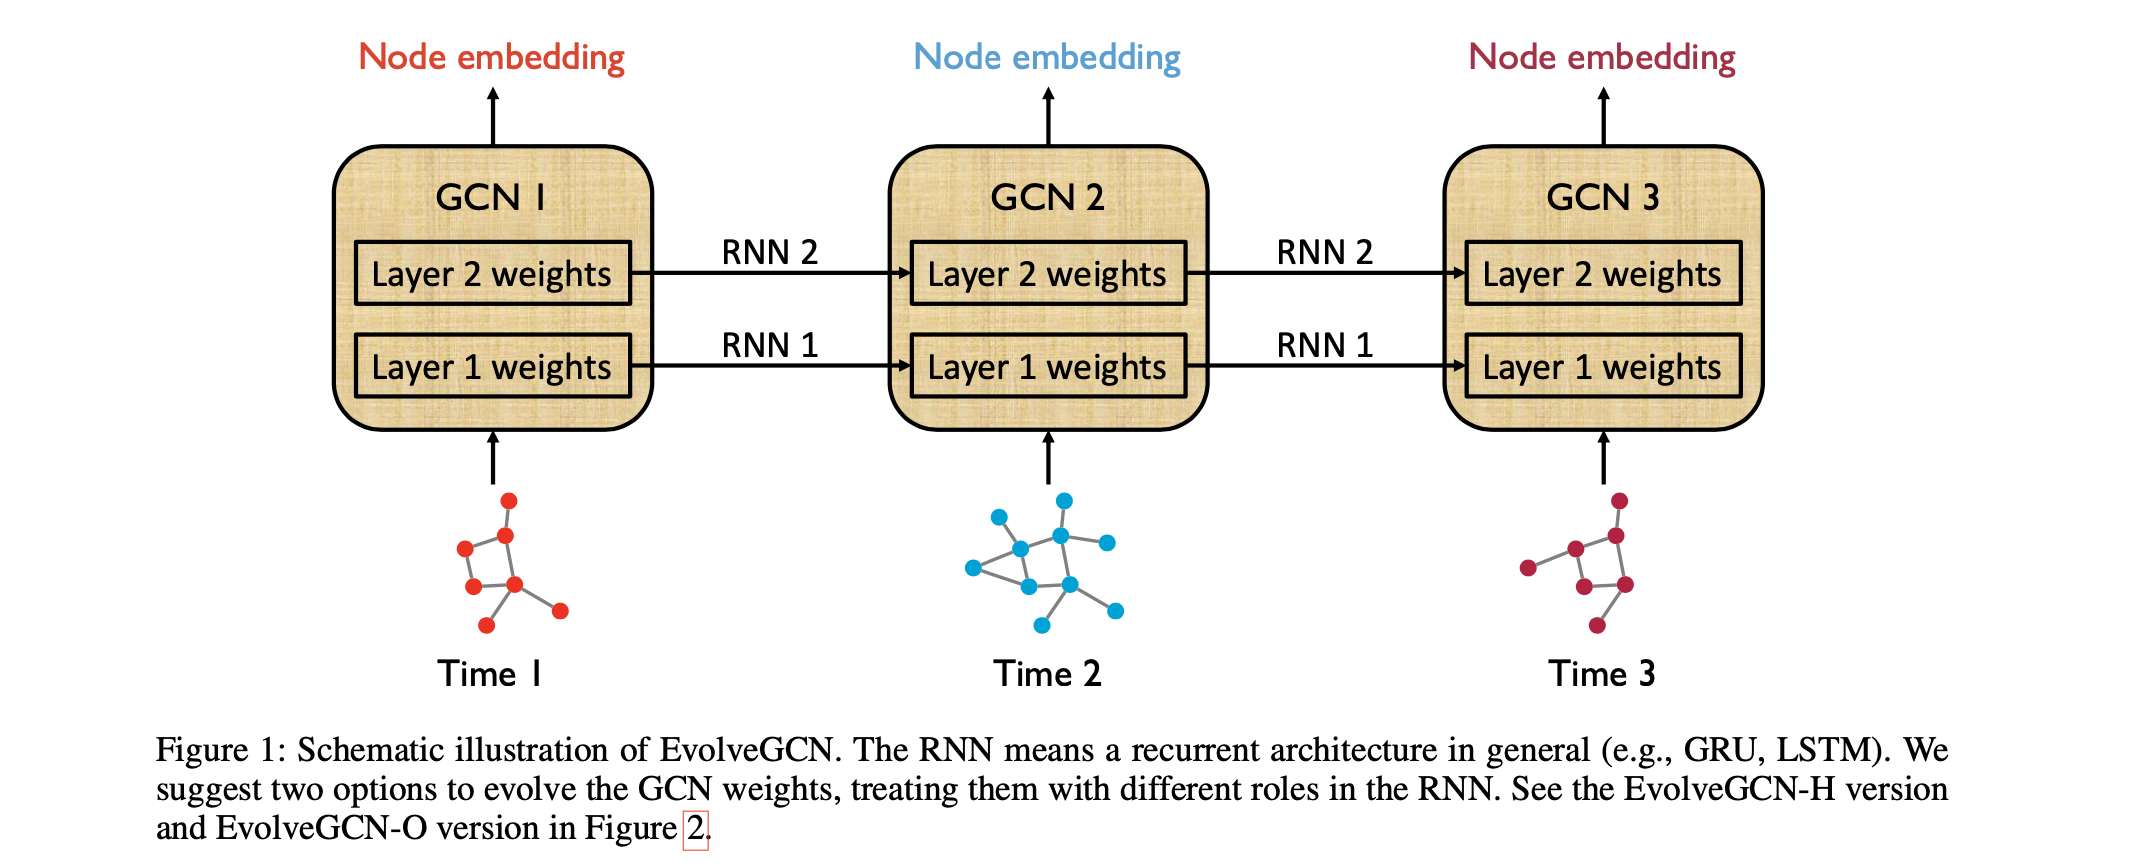 Node embedding Node embedding Node embedding
GCN 1 GCN 2 GCN 3
RNN 2 RNN 2
Layer 2 weights Layer 2 weights Layer 2 weights
RNN 1 RNN 1
Layer 1 weights Layer 1 weights Layer 1 weights
Time 1 Time 2 Time 3
Figure 1: Schematic illustration of EvolveGCN. The RNN means a recurrent architecture in general (e.g., GRU, LSTM). We
suggest two options to evolve the GCN weights, treating them with different roles in the RNN. See the EvolveGCN-H version
and EvolveGCN-O version in Figure 2.